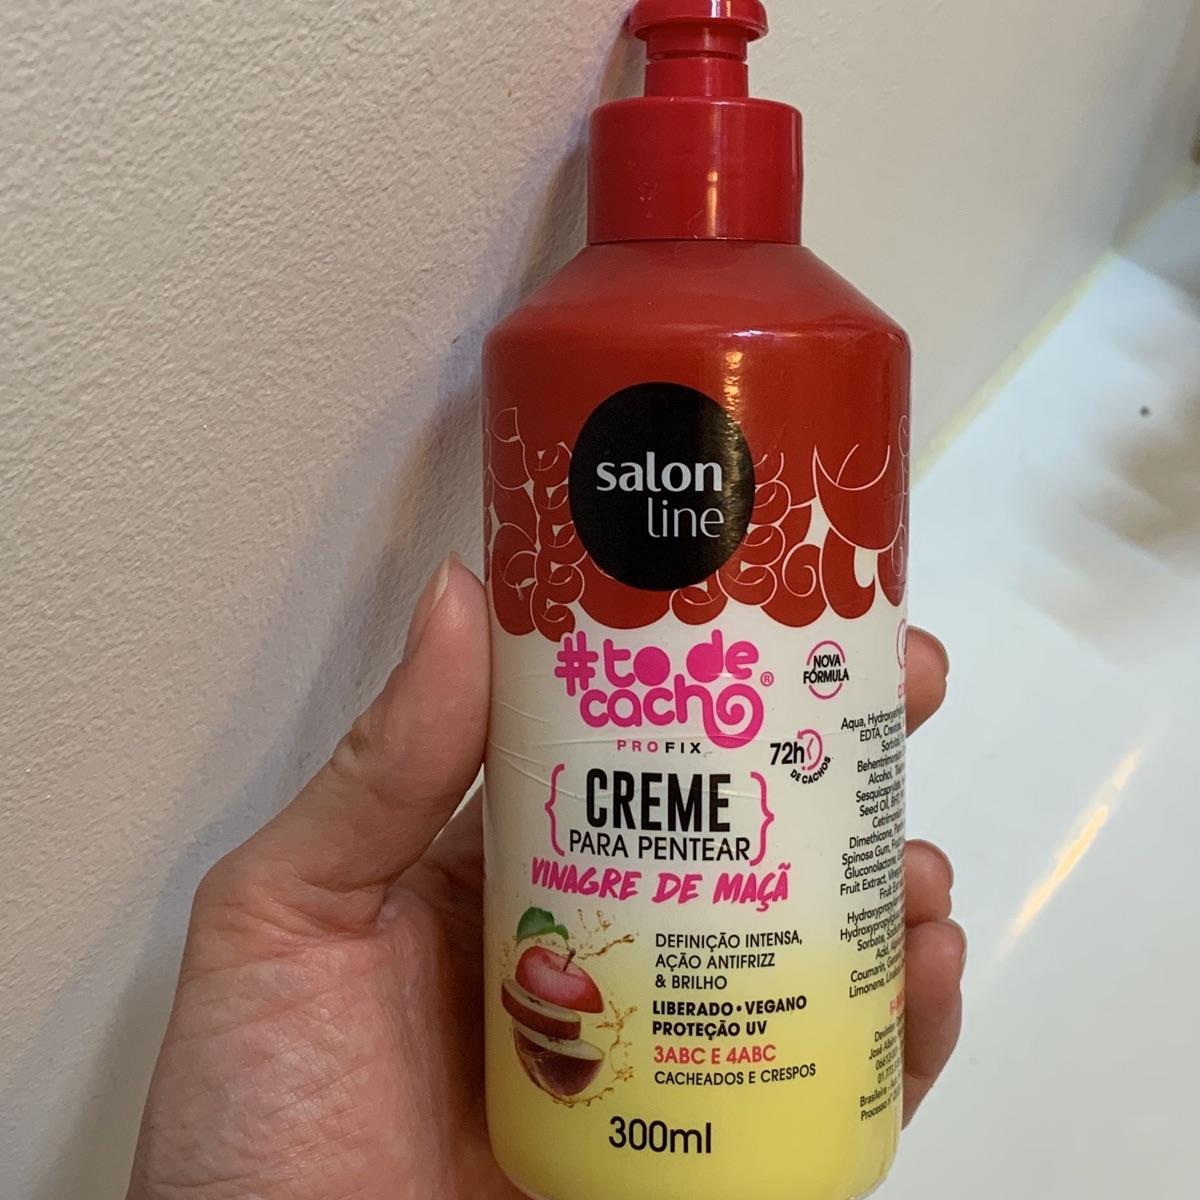 salon
line
#to de
cacho®
PROFIX
NOVA
FÓRMULA
72h
DE CACHOS
{CREME
PARA PENTEAR}
VINAGRE DE MAÇÃ
DEFINIÇÃO INTENSA,
AÇÃO ANTIFRIZZ
& BRILHO
LIBERADO • VEGANO
PROTEÇÃO UV
3ABC E 4ABC
CACHEADOS E CRESPOS
300ml
Aqua,
EDTA,
Alcohol,
Seed Oil,
Dimethicone,
Spinosa Gum,
Gluconolactone,
Fruit Extract,
Coumarin,
Limonene,